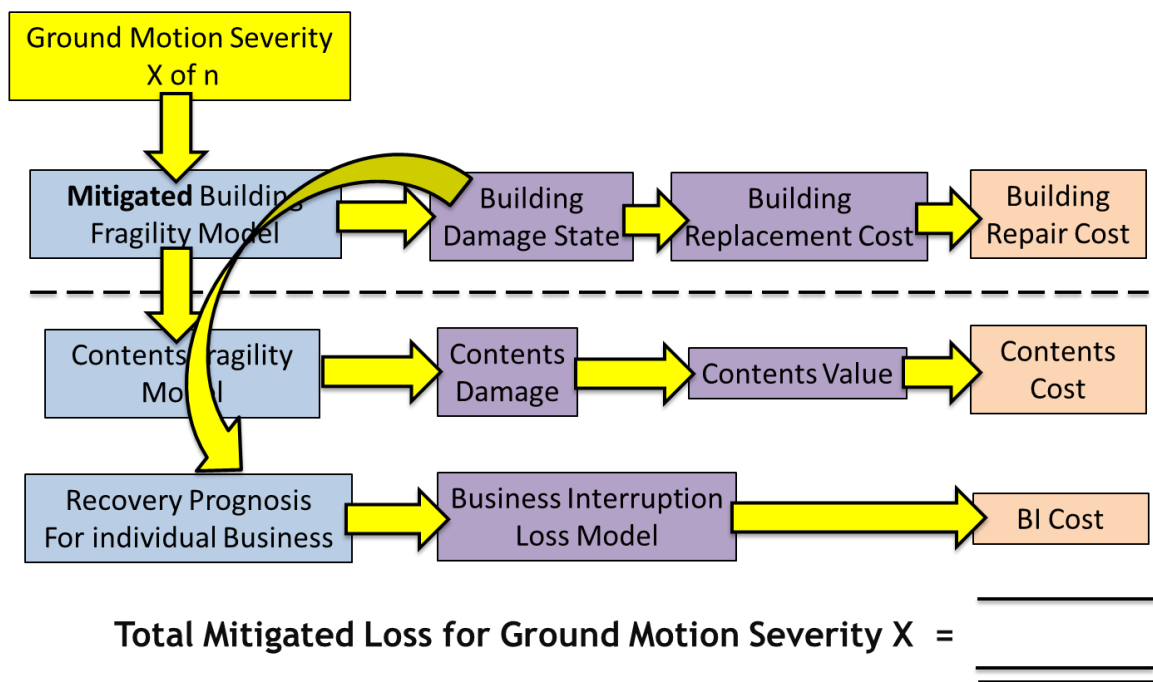 Ground Motion Severity
X of n
Mitigated Building
Fragility Model
Building
Damage State
Building
Replacement Cost
Building
Repair Cost
Contents Fragility
Model
Contents
Damage
Contents Value
Contents
Cost
Recovery Prognosis
For individual Business
Business Interruption
Loss Model
BI Cost
Total Mitigated Loss for Ground Motion Severity X =